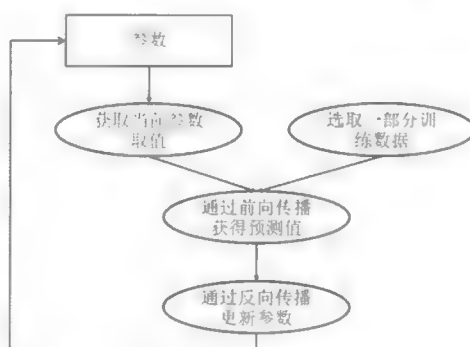 参数
获取当前参数
取值
选取一部分训
练数据
通过前向传播
获得预测值
通过反向传播
更新参数